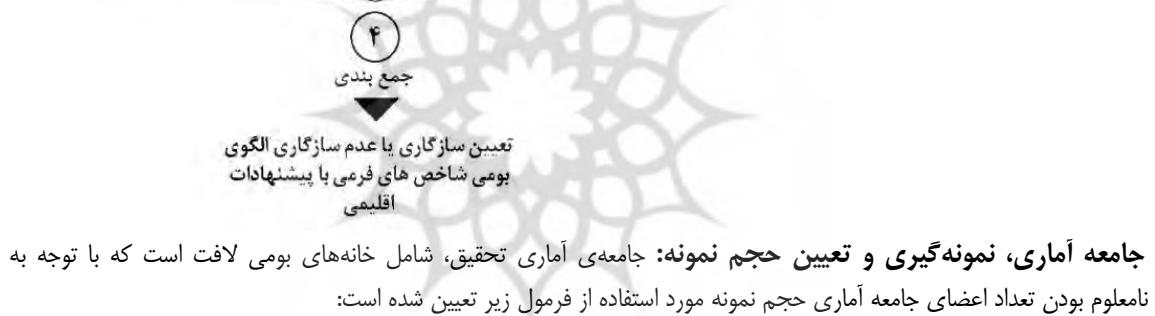 ۴
جمع بندی
تعیین سازگاری یا عدم سازگاری الگوی
بومی شاخص های فرمی با پیشنهادات
اقلیمی
جامعه آماری، نمونه‌گیری و تعیین حجم نمونه: جامعه‌ی آماری تحقیق، شامل خانه‌های بومی لافت است که با توجه به
نامعلوم بودن تعداد اعضای جامعه آماری حجم نمونه مورد استفاده از فرمول زیر تعیین شده است: